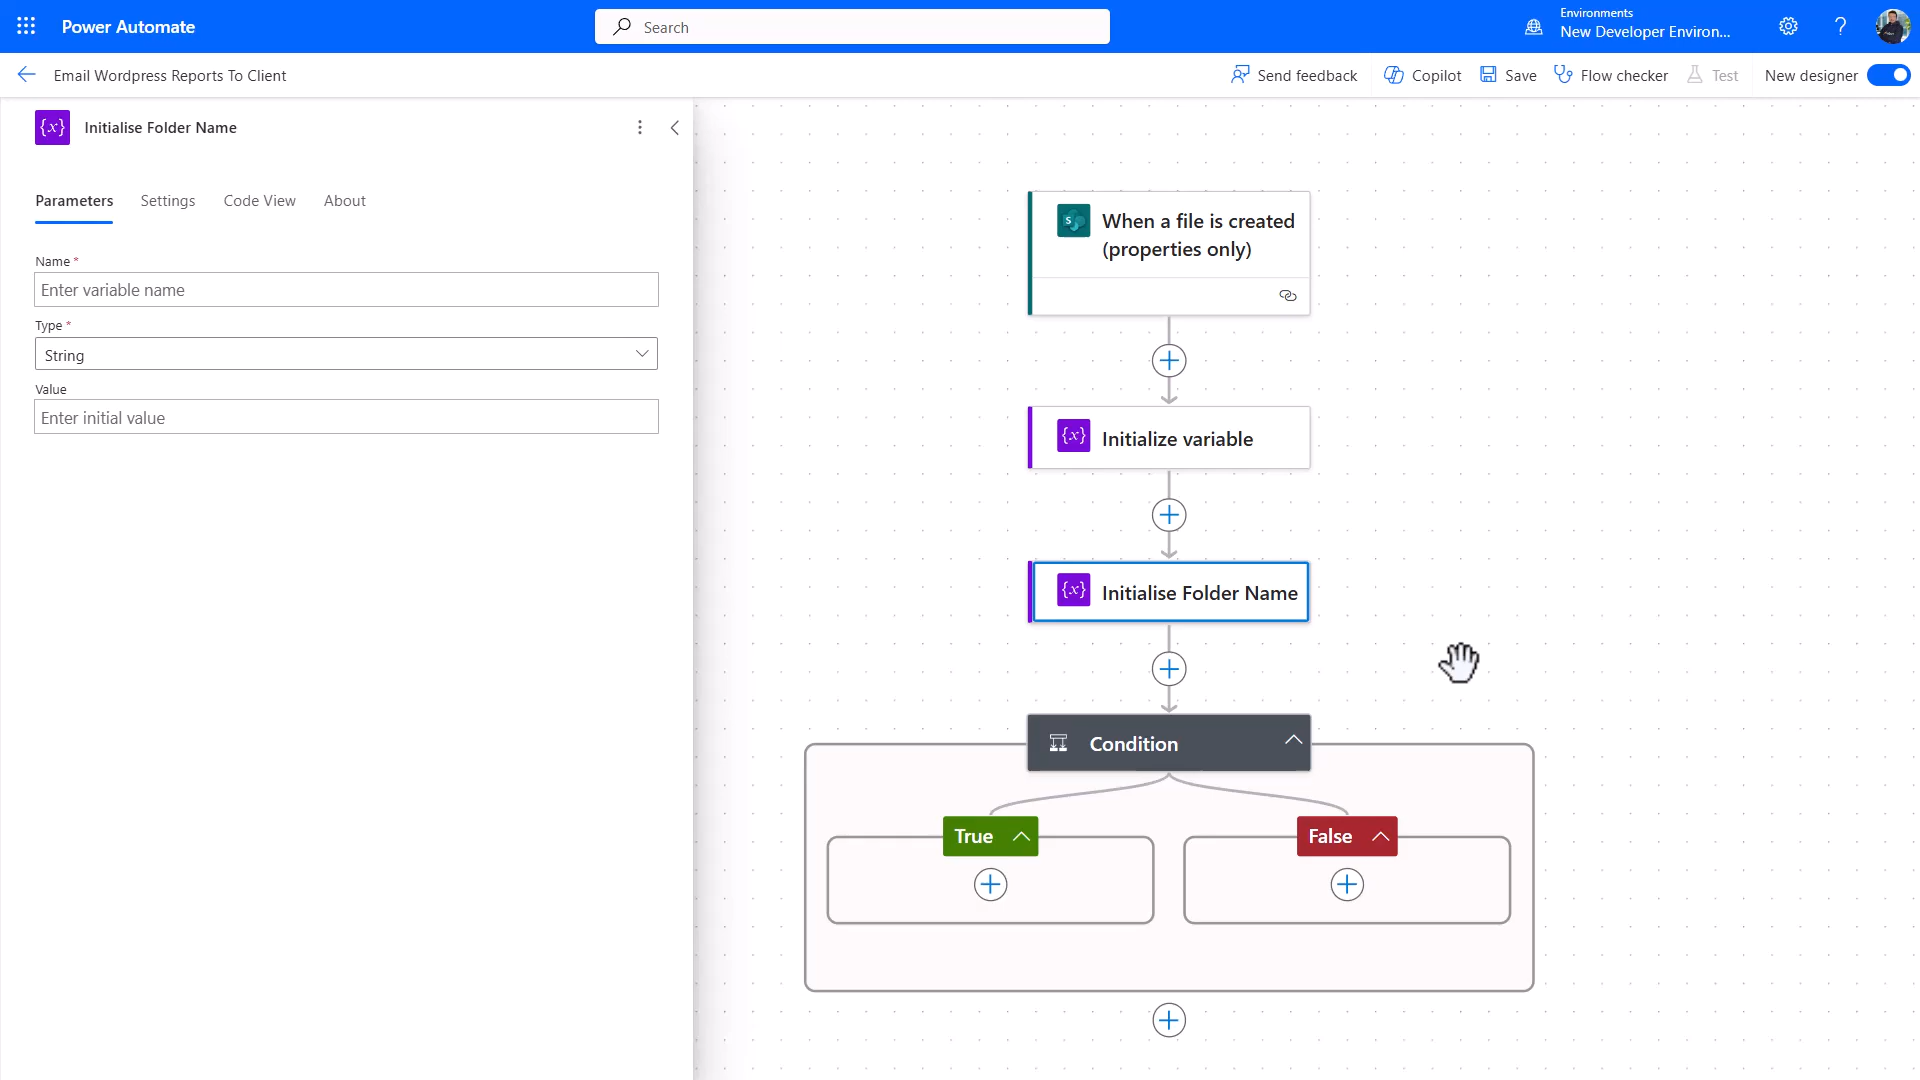 Power Automate
Search
Environments
New Developer Environ...
Email Wordpress Reports To Client
Send feedback
Copilot
Save
Flow checker
Test
New designer
{x} Initialise Folder Name
Parameters
Settings
Code View
About
Name *
Enter variable name
Type *
String
Value
Enter initial value
S
When a file is created
(properties only)
{x} Initialize variable
{x} Initialise Folder Name
Condition
True
False